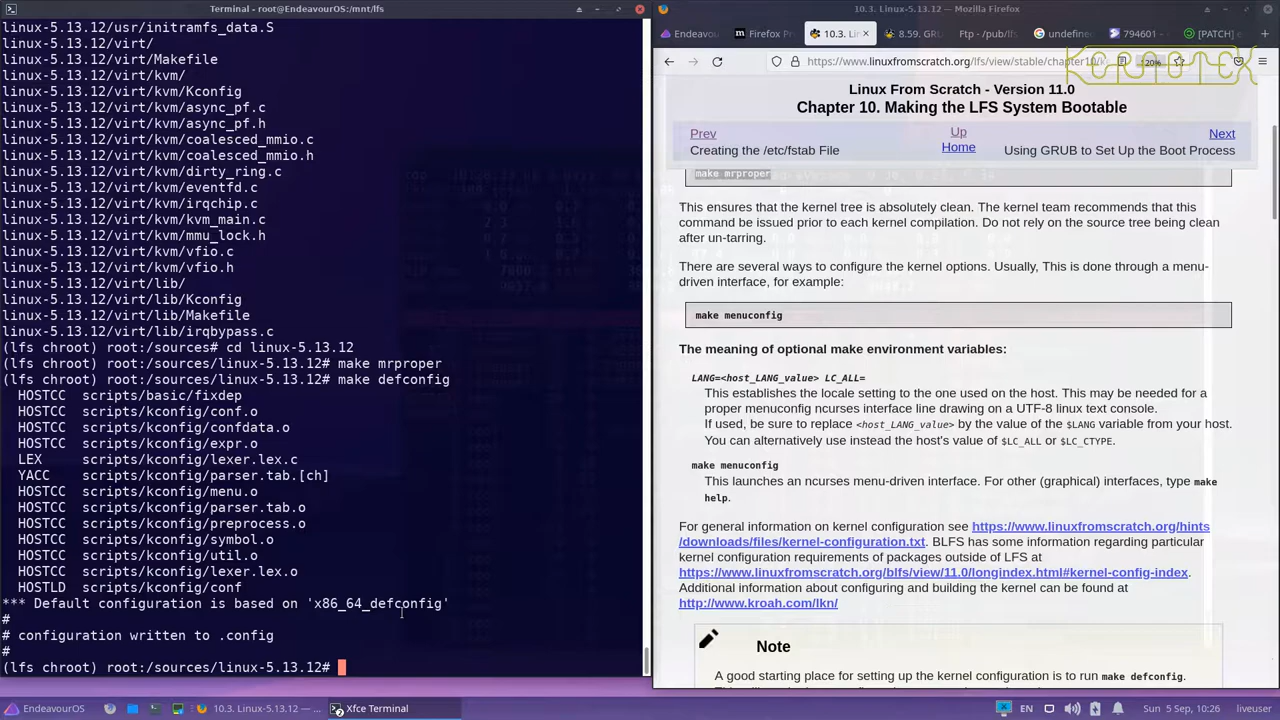 Terminal - root@EndeavourOS:/mnt/lfs
linux-5.13.12/usr/initramfs_data.S
linux-5.13.12/virt/
linux-5.13.12/virt/Makefile
linux-5.13.12/virt/kvm/
linux-5.13.12/virt/kvm/Kconfig
linux-5.13.12/virt/kvm/async_pf.c
linux-5.13.12/virt/kvm/async_pf.h
linux-5.13.12/virt/kvm/coalesced_mmio.c
linux-5.13.12/virt/kvm/coalesced_mmio.h
linux-5.13.12/virt/kvm/dirty_ring.c
linux-5.13.12/virt/kvm/eventfd.c
linux-5.13.12/virt/kvm/irqchip.c
linux-5.13.12/virt/kvm/kvm_main.c
linux-5.13.12/virt/kvm/mmu_lock.h
linux-5.13.12/virt/kvm/vfio.c
linux-5.13.12/virt/kvm/vfio.h
linux-5.13.12/virt/lib/
linux-5.13.12/virt/lib/Kconfig
linux-5.13.12/virt/lib/Makefile
linux-5.13.12/virt/lib/irqbypass.c
(lfs chroot) root:/sources# cd linux-5.13.12
(lfs chroot) root:/sources/linux-5.13.12# make mrproper
(lfs chroot) root:/sources/linux-5.13.12# make defconfig
HOSTCC scripts/basic/fixdep
HOSTCC scripts/kconfig/conf.o
HOSTCC scripts/kconfig/confdata.o
HOSTCC scripts/kconfig/expr.o
LEX scripts/kconfig/lexer.lex.c
YACC scripts/kconfig/parser.tab.[ch]
HOSTCC scripts/kconfig/menu.o
HOSTCC scripts/kconfig/parser.tab.o
HOSTCC scripts/kconfig/preprocess.o
HOSTCC scripts/kconfig/symbol.o
HOSTCC scripts/kconfig/util.o
HOSTCC scripts/kconfig/lexer.lex.o
HOSTLD scripts/kconfig/conf
*** Default configuration is based on 'x86_64_defconfig'
#
# configuration written to .config
#
(lfs chroot) root:/sources/linux-5.13.12#
10.3. Linux-5.13.12 — Mozilla Firefox
Endeavou
Firefox Pro
10.3. Lin
8.59. GRU
Ftp - /pub/lfs
undefined
794601 -
[PATCH] e
https://www.linuxfromscratch.org/lfs/view/stable/chapter10/k
120%
Linux From Scratch - Version 11.0
Chapter 10. Making the LFS System Bootable
Prev Up Next
Creating the /etc/fstab File Home Using GRUB to Set Up the Boot Process
make mrproper
This ensures that the kernel tree is absolutely clean. The kernel team recommends that this
command be issued prior to each kernel compilation. Do not rely on the source tree being clean
after un-tarring.
There are several ways to configure the kernel options. Usually, This is done through a menu-
driven interface, for example:
make menuconfig
The meaning of optional make environment variables:
LANG=<host_LANG_value> LC_ALL=
This establishes the locale setting to the one used on the host. This may be needed for a
proper menuconfig ncurses interface line drawing on a UTF-8 linux text console.
If used, be sure to replace <host_LANG_value> by the value of the $LANG variable from your host.
You can alternatively use instead the host's value of $LC_ALL or $LC_CTYPE.
make menuconfig
This launches an ncurses menu-driven interface. For other (graphical) interfaces, type make
help.
For general information on kernel configuration see https://www.linuxfromscratch.org/hints
/downloads/files/kernel-configuration.txt. BLFS has some information regarding particular
kernel configuration requirements of packages outside of LFS at
https://www.linuxfromscratch.org/blfs/view/11.0/longindex.html#kernel-config-index.
Additional information about configuring and building the kernel can be found at
http://www.kroah.com/lkn/
Note
A good starting place for setting up the kernel configuration is to run make defconfig.
EndeavourOS
10.3. Linux-5.13.12 — ...
Xfce Terminal
EN
Sun 5 Sep, 10:26
liveuser